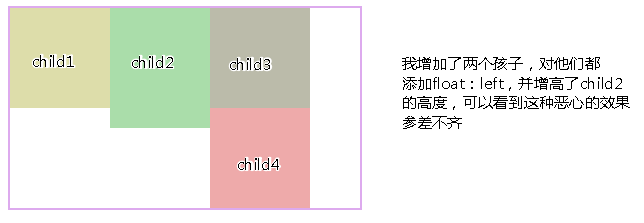 child1
child2
child3
child4
我增加了两个孩子，对他们都
添加float：left，并增高了child2
的高度，可以看到这种恶心的效果
参差不齐